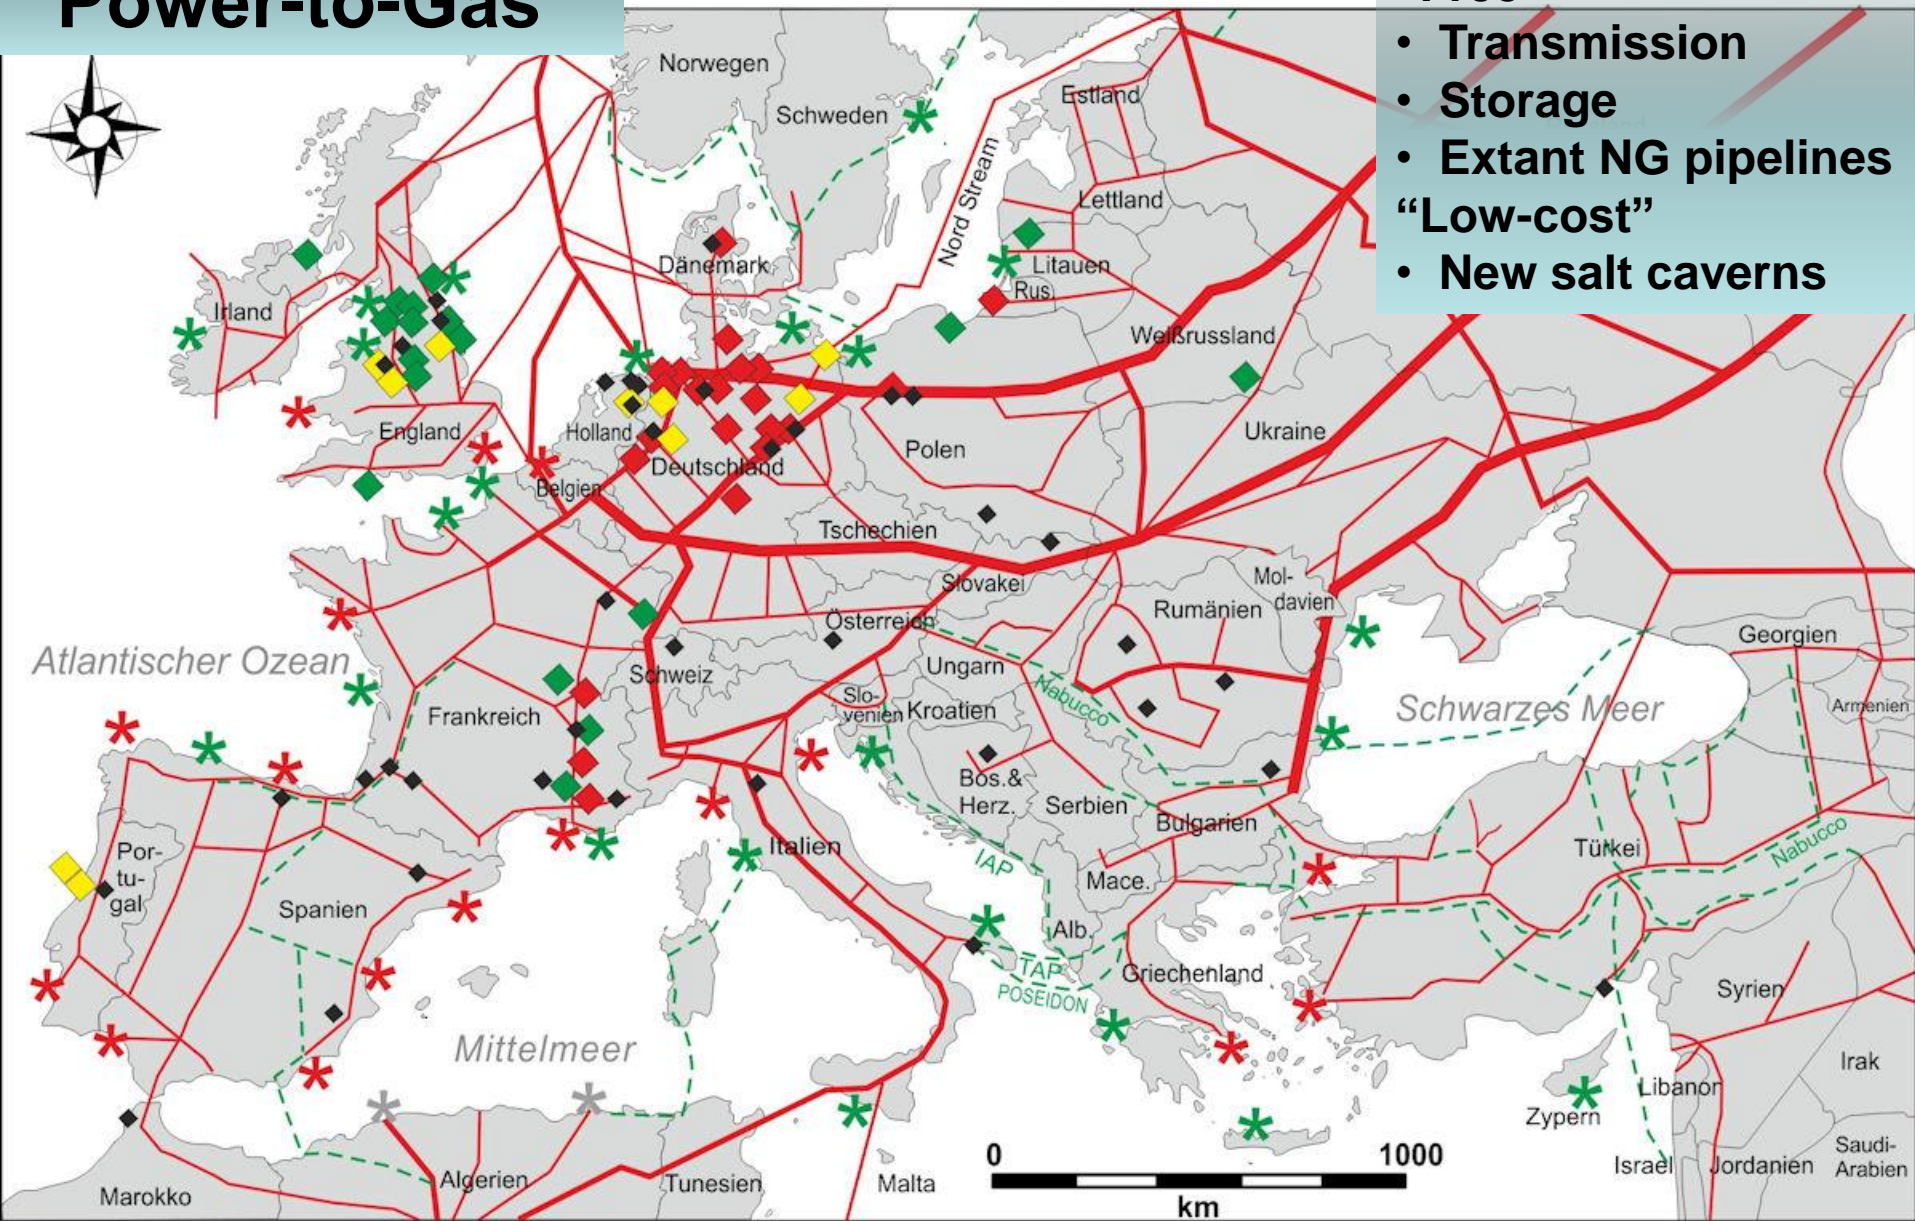 Power-to-Gas
• Transmission
• Storage
• Extant NG pipelines
“Low-cost”
• New salt caverns
Norwegen
Schweden
Estland
Nord Stream
Lettland
Dänemark
Litauen
Rus.
Irland
Weißrussland
England
Holland
Polen
Ukraine
Deutschland
Belgien
Tschechien
Slovakei
Mol-
davien
Rumänien
Österreich
Georgien
Atlantischer Ozean
Ungarn
Schweiz
Nabucco
Slo-
venien
Kroatien
Frankreich
Schwarzes Meer
Armenien
Bos.&
Herz.
Serbien
Bulgarien
Italien
Türkei
Nabucco
Por-
tu-
gal
IAP
Mace.
Spanien
Alb.
TAP
Griechenland
POSEIDON
Syrien
Mittelmeer
Irak
Libanon
Zypern
0 1000
km
Israel
Jordanien
Saudi-
Arabien
Algerien
Tunesien
Malta
Marokko